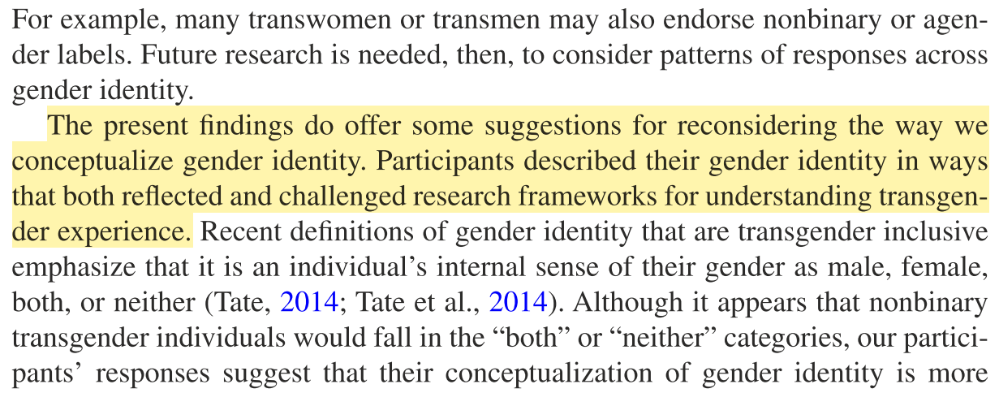 For example, many transwomen or transmen may also endorse nonbinary or agen-
der labels. Future research is needed, then, to consider patterns of responses across
gender identity.
The present findings do offer some suggestions for reconsidering the way we
conceptualize gender identity. Participants described their gender identity in ways
that both reflected and challenged research frameworks for understanding transgen-
der experience. Recent definitions of gender identity that are transgender inclusive
emphasize that it is an individual’s internal sense of their gender as male, female,
both, or neither (Tate, 2014; Tate et al., 2014). Although it appears that nonbinary
transgender individuals would fall in the “both” or “neither” categories, our partici-
pants’ responses suggest that their conceptualization of gender identity is more